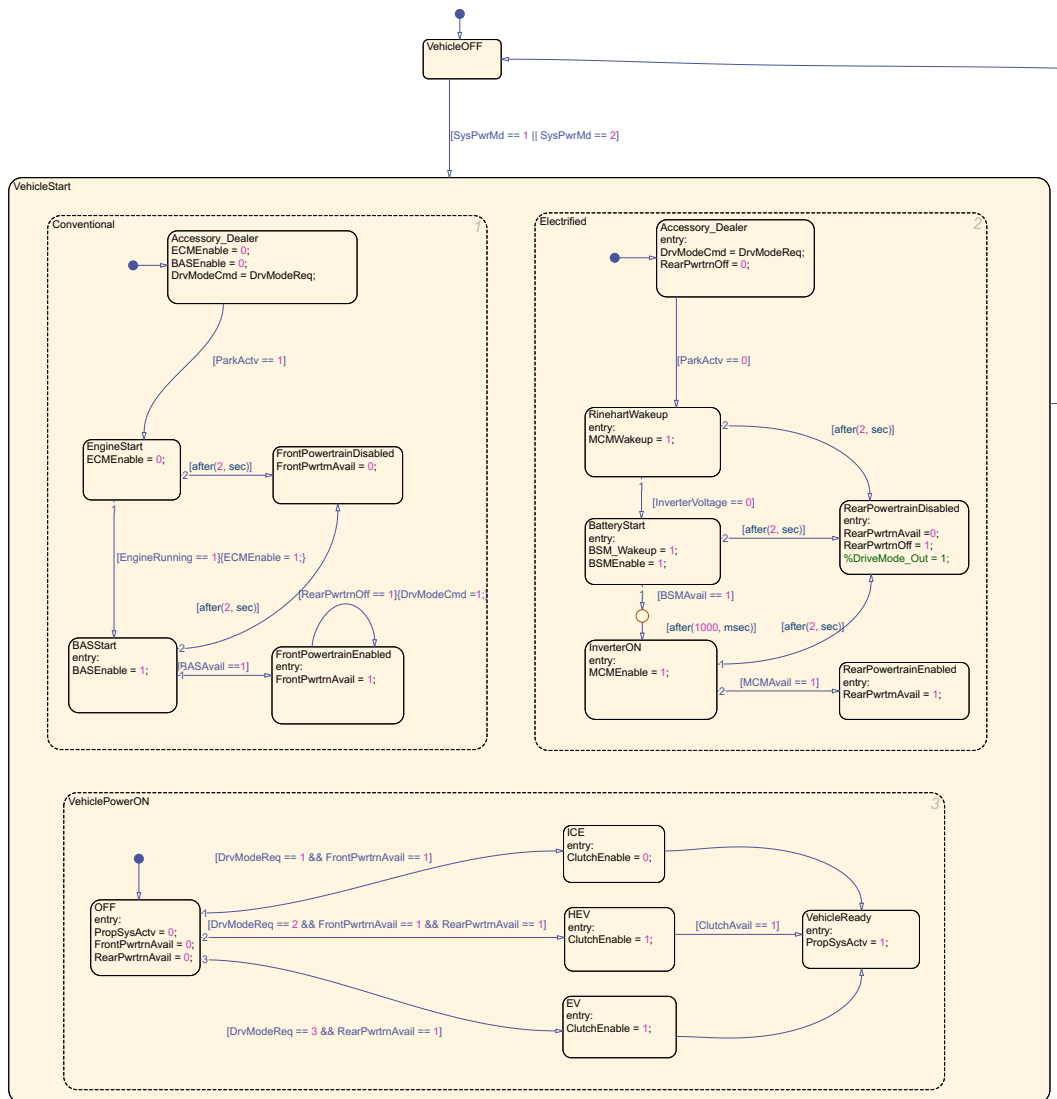 VehicleOFF
[SysPwrMd == 1 || SysPwrMd == 2]
VehicleStart
Conventional
1
Accessory_Dealer
ECMEnable = 0;
BASEnable = 0;
DrvModeCmd = DrvModeReq;
[ParkActv == 1]
EngineStart
ECMEnable = 0;
2
[after(2, sec)]
FrontPowertrainDisabled
FrontPwrtrnAvail = 0;
1
[EngineRunning == 1]{ECMEnable = 1;}
[after(2, sec)]
[RearPwrtrnOff == 1]{DrvModeCmd =1;
BASStart
entry:
BASEnable = 1;
2
[BASAvail ==1]
1
FrontPowertrainEnabled
entry:
FrontPwrtrnAvail = 1;
Electrified
2
Accessory_Dealer
entry:
DrvModeCmd = DrvModeReq;
RearPwrtrnOff = 0;
[ParkActv == 0]
RinehartWakeup
entry:
MCMWakeup = 1;
2
[after(2, sec)]
1
[InverterVoltage == 0]
BatteryStart
entry:
BSM_Wakeup = 1;
BSMEnable = 1;
2
[after(2, sec)]
RearPowertrainDisabled
entry:
RearPwrtrnAvail =0;
RearPwrtrnOff = 1;
%DriveMode_Out = 1;
1
[BSMAvail == 1]
[after(1000, msec)]
[after(2, sec)]
InverterON
entry:
MCMEnable = 1;
1
2
[MCMAvail == 1]
RearPowertrainEnabled
entry:
RearPwrtrnAvail = 1;
VehiclePowerON
3
OFF
entry:
PropSysActv = 0;
FrontPwrtrnAvail = 0;
RearPwrtrnAvail = 0;
1
[DrvModeReq == 1 && FrontPwrtrnAvail == 1]
2
[DrvModeReq == 2 && FrontPwrtrnAvail == 1 && RearPwrtrnAvail == 1]
3
[DrvModeReq == 3 && RearPwrtrnAvail == 1]
ICE
entry:
ClutchEnable = 0;
HEV
entry:
ClutchEnable = 1;
[ClutchAvail == 1]
EV
entry:
ClutchEnable = 1;
VehicleReady
entry:
PropSysActv = 1;